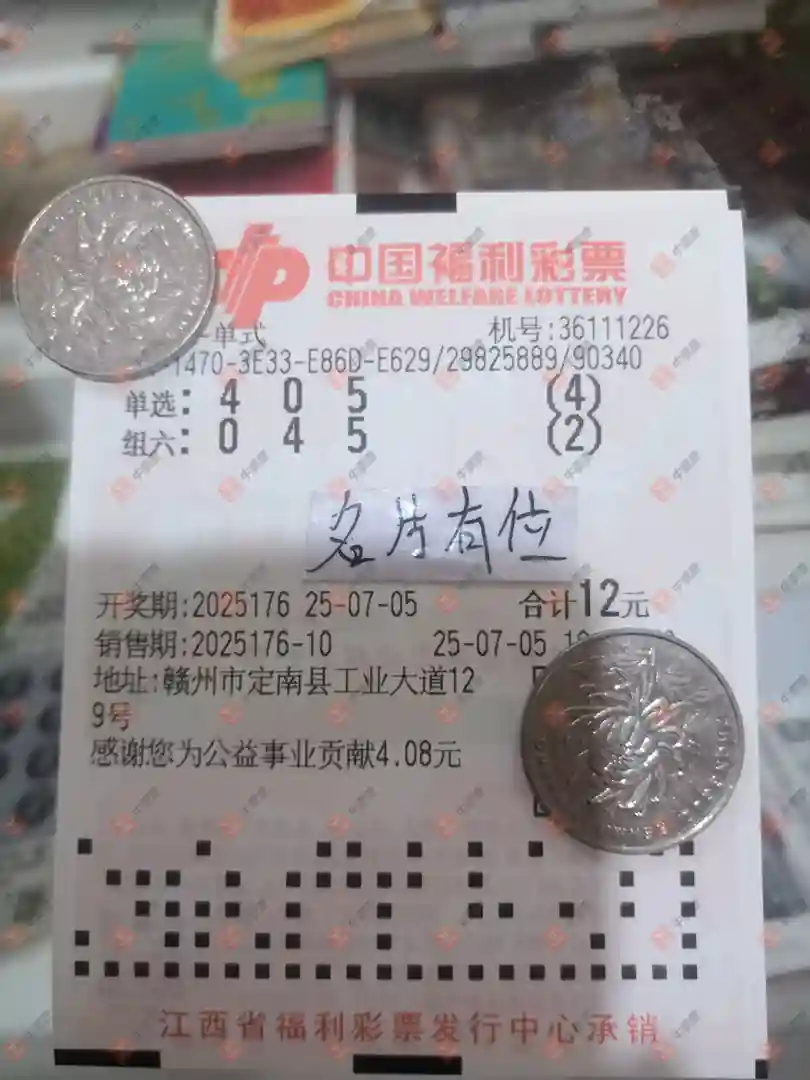 中国福利彩票
CHINA WELFARE LOTTERY
单式 机号:36111226
1470-3E33-E86D-E629/29825889/90340
单选: 4 0 5 (4)
组六: 0 4 5 (2)
名片有位
开奖期:2025176 25-07-05 合计12元
销售期:2025176-10 25-07-05
地址:赣州市定南县工业大道12
9号
感谢您为公益事业贡献4.08元
江西省福利彩票发行中心承销